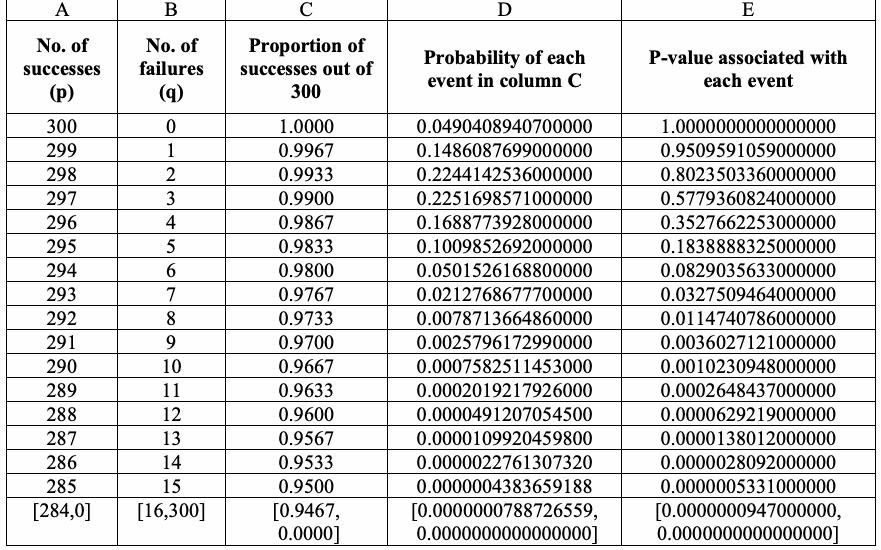 A B C D E
No. of successes (p) No. of failures (q) Proportion of successes out of 300 Probability of each event in column C P-value associated with each event
300 0 1.0000 0.0490408940700000 1.0000000000000000
299 1 0.9967 0.1486087699000000 0.9509591059000000
298 2 0.9933 0.2244142536000000 0.8023503360000000
297 3 0.9900 0.2251698571000000 0.5779360824000000
296 4 0.9867 0.1688773928000000 0.3527662253000000
295 5 0.9833 0.1009852692000000 0.1838888325000000
294 6 0.9800 0.0501526168800000 0.0829035633000000
293 7 0.9767 0.0212768677700000 0.0327509464000000
292 8 0.9733 0.0078713664860000 0.0114740786000000
291 9 0.9700 0.0025796172990000 0.0036027121000000
290 10 0.9667 0.0007582511453000 0.0010230948000000
289 11 0.9633 0.0002019217926000 0.0002648437000000
288 12 0.9600 0.0000491207054500 0.0000629219000000
287 13 0.9567 0.0000109920459800 0.0000138012000000
286 14 0.9533 0.0000022761307320 0.0000028092000000
285 15 0.9500 0.0000004383659188 0.0000005331000000
[284,0] [16,300] [0.9467, [0.0000000788726559, [0.0000000947000000,
0.0000] 0.0000000000000000] 0.0000000000000000]